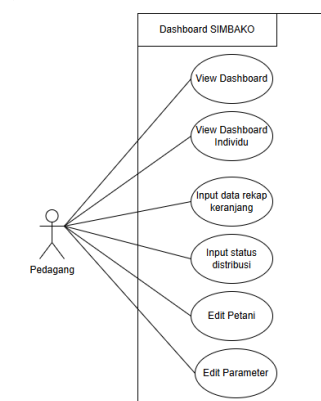 Dashboard SIMBAKO
View Dashboard
View Dashboard
Individu
Input data rekap
keranjang
Input status
distribusi
Pedagang
Edit Petani
Edit Parameter